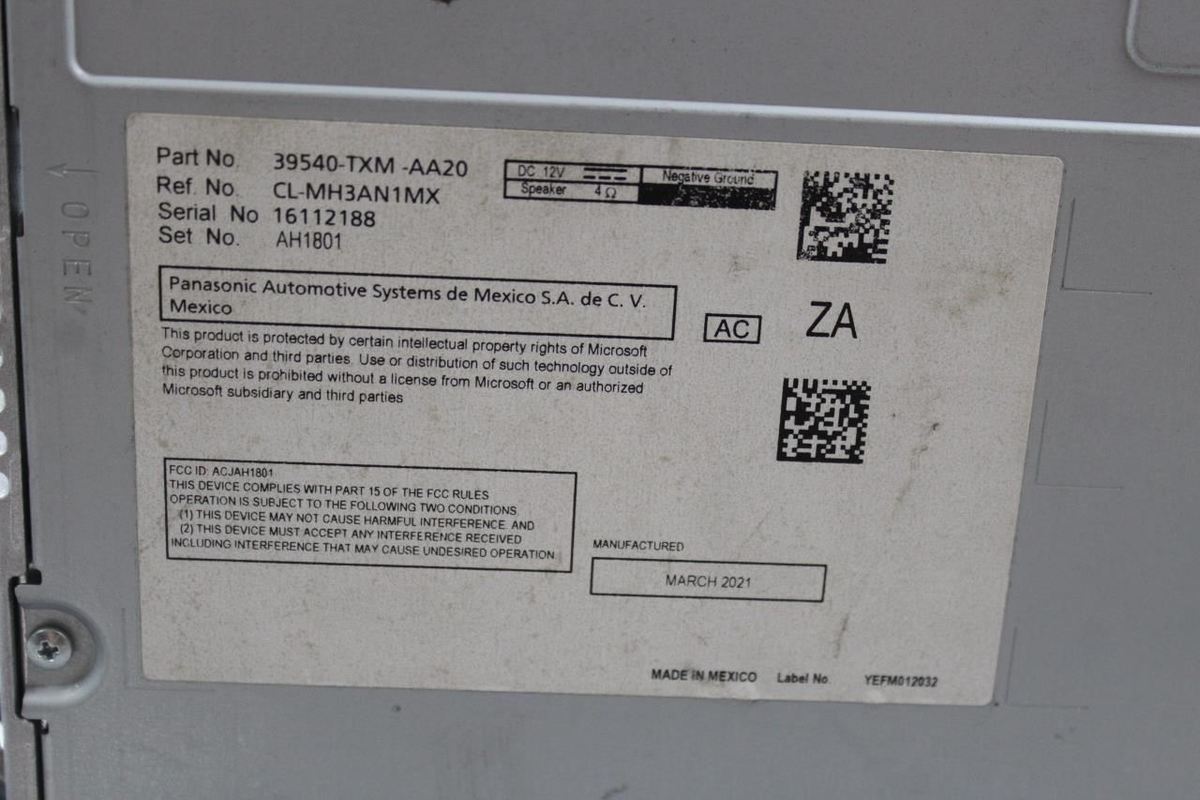 Part No. 39540-TXM -AA20
Ref. No. CL-MH3AN1MX
Serial No 16112188
Set No. AH1801
DC 12V
Negative Ground
Speaker 4Ω
Panasonic Automotive Systems de Mexico S.A. de C. V.
Mexico
AC
ZA
This product is protected by certain intellectual property rights of Microsoft
Corporation and third parties. Use or distribution of such technology outside of
this product is prohibited without a license from Microsoft or an authorized
Microsoft subsidiary and third parties
FCC ID: ACJAH1801
THIS DEVICE COMPLIES WITH PART 15 OF THE FCC RULES
OPERATION IS SUBJECT TO THE FOLLOWING TWO CONDITIONS.
(1) THIS DEVICE MAY NOT CAUSE HARMFUL INTERFERENCE. AND
(2) THIS DEVICE MUST ACCEPT ANY INTERFERENCE RECEIVED
INCLUDING INTERFERENCE THAT MAY CAUSE UNDESIRED OPERATION.
MANUFACTURED
MARCH 2021
MADE IN MEXICO Label No. YEFM012032
← OPEN